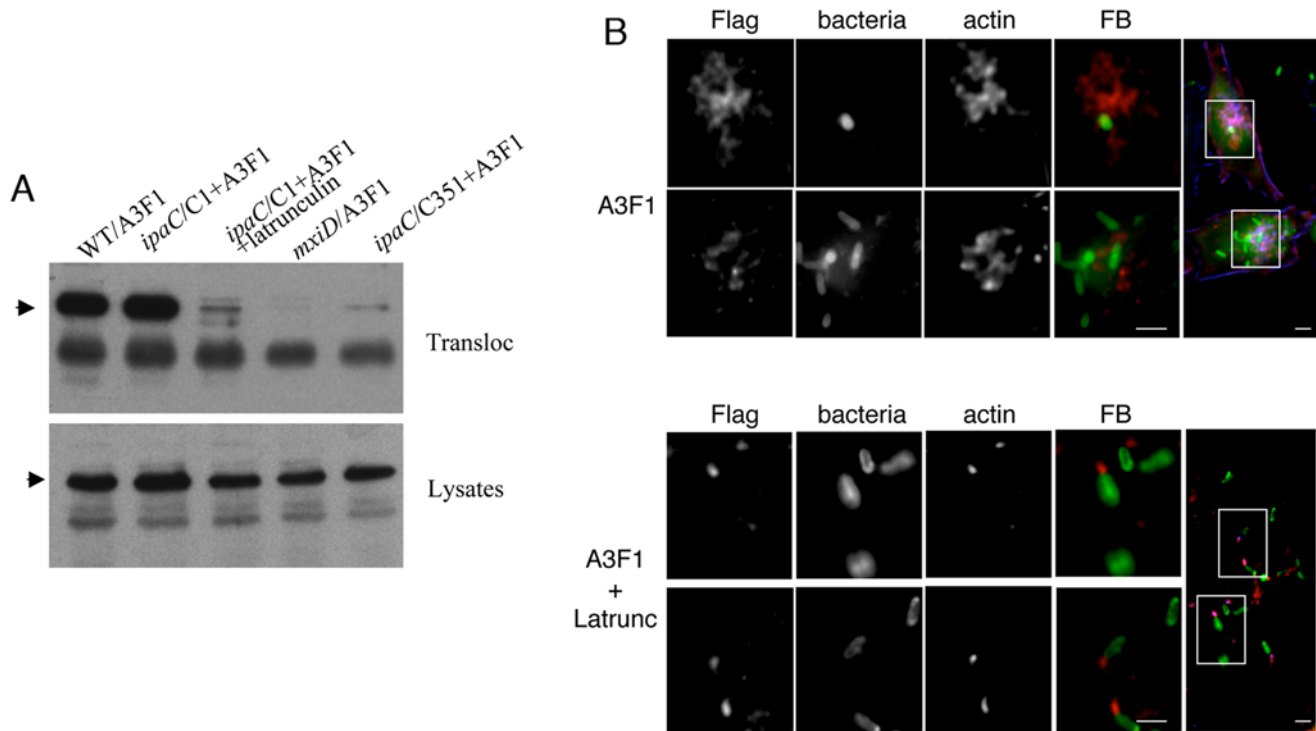 A
WT/A3F1
ipaC/C1+A3F1
ipaC/C1+A3F1
+latrunculin
mxiD/A3F1
ipaC/C351+A3F1
Transloc
Lysates
B
Flag bacteria actin FB
A3F1
Flag bacteria actin FB
A3F1
+
Latrunc